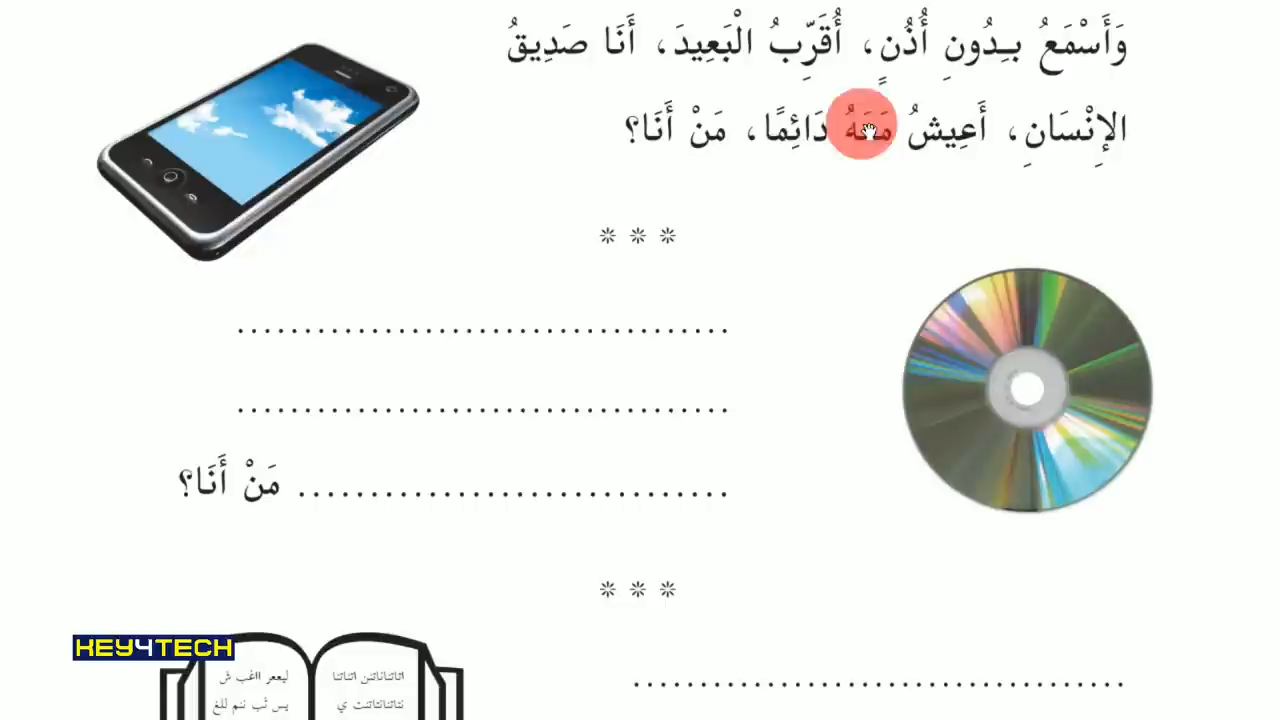 وَأَسْمَعُ بِدُونِ أُذُنٍ، أُقَرِّبُ الْبَعِيدَ، أَنَا صَدِيقُ
الإِنْسَانِ، أَعِيشُ مَعَهُ دَائِمًا، مَنْ أَنَا؟
* * *
.....................................
.....................................
................................. مَنْ أَنَا؟
* * *
.....................................
KEY4TECH